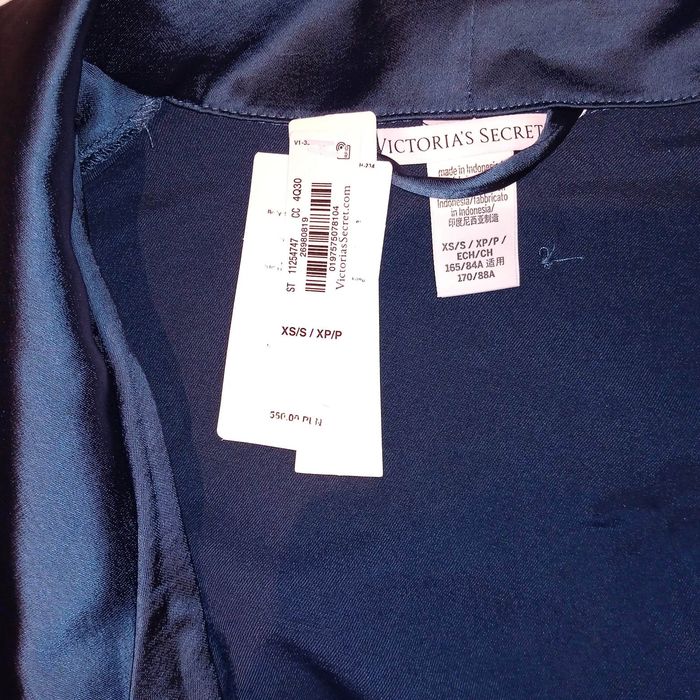 VICTORIA'S SECRET
made in Indonesia/
Indonesia/fabbricato
in Indonesia/
印度尼西亚制造
XS/S / XP/P /
ECH/CH
165/84A 适用
170/88A
ST 11254747 CC 4Q30
26980819
0197575078104
VictoriasSecret.com
XS/S / XP/P